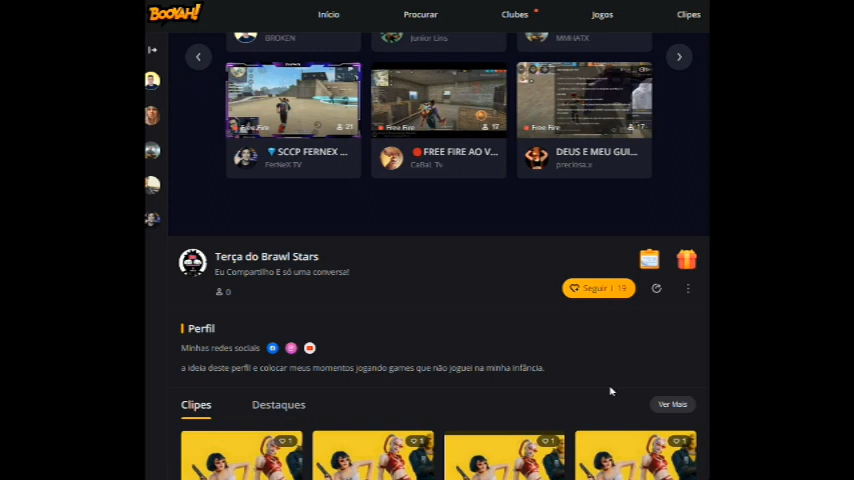 BOOYAH!
Início
Procurar
Clubes
Jogos
Clipes
BROKEN
Junior Lins
MMHATX
Free Fire
21
Free Fire
12
Free Fire
17
SCCP FERNEX ...
FerNeX TV
FREE FIRE AO V...
CaBaL Tv
DEUS E MEU GUI...
preciosa.x
Terça do Brawl Stars
Eu Compartilho E só uma conversa!
0
Seguir | 19
Perfil
Minhas redes sociais
a ideia deste perfil e colocar meus momentos jogando games que não joguei na minha infância.
Clipes
Destaques
Ver Mais
1
1
1
1